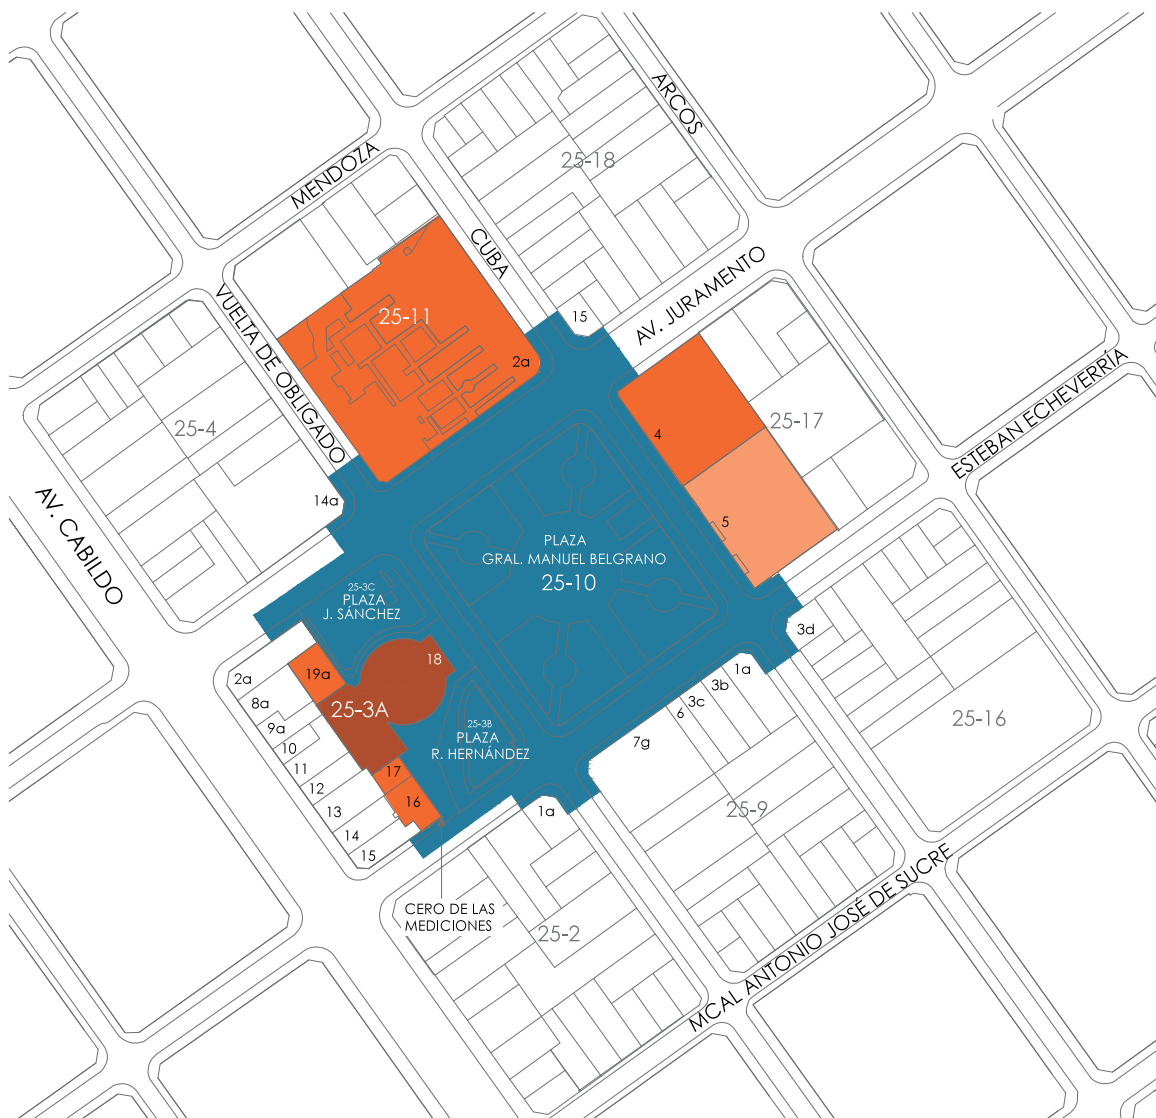 ARCOS
25-18
MENDOZA
CUBA
AV. JURAMENTO
15
25-11
2a
VUELTA DE OBLIGADO
ESTEBAN ECHEVERRÍA
25-4
4
25-17
14a
AV. CABILDO
5
PLAZA
GRAL. MANUEL BELGRANO
25-10
25-3C
PLAZA
J. SÁNCHEZ
3d
18
1a
19a
2a
3b
3c
6
8a
25-3A
25-16
9a
25-3B
PLAZA
R. HERNÁNDEZ
7g
10
11
17
12
16
13
1a
25-9
14
15
CERO DE LAS
MEDICIONES
25-2
MCAL ANTONIO JOSÉ DE SUCRE